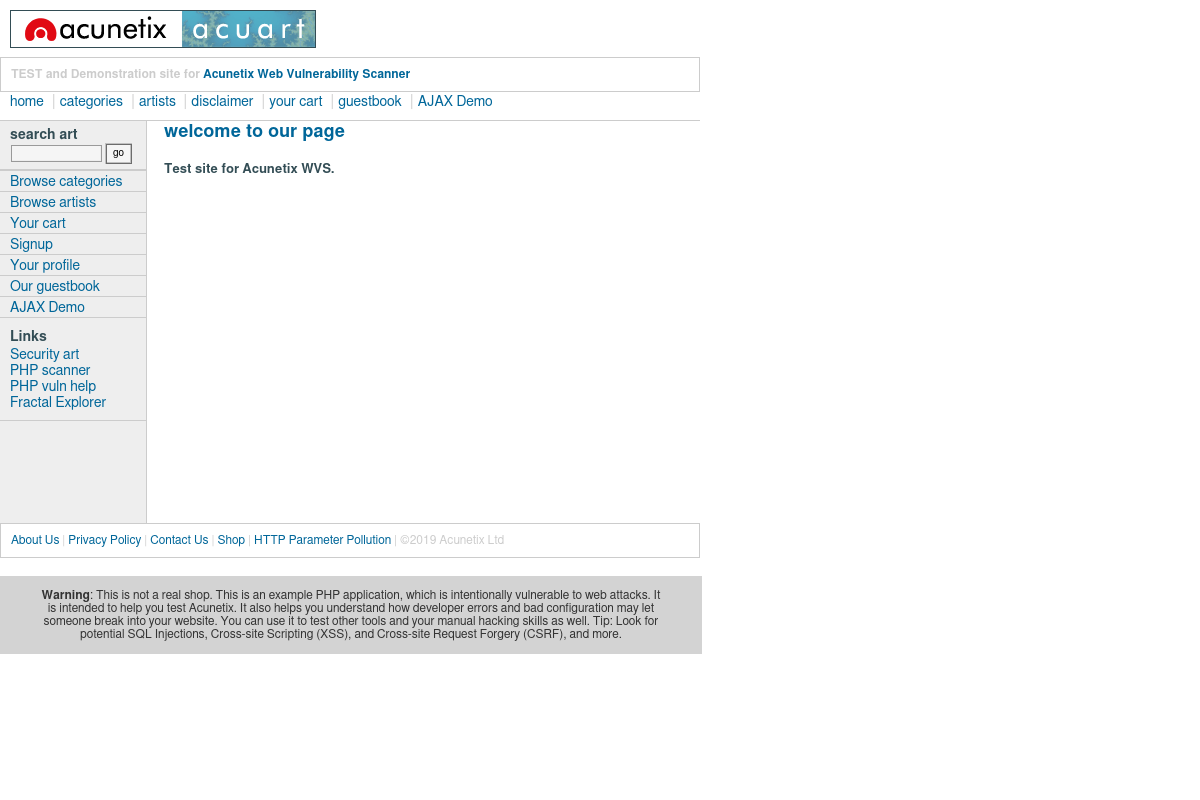 acunetix acuart
TEST and Demonstration site for Acunetix Web Vulnerability Scanner
home | categories | artists | disclaimer | your cart | guestbook | AJAX Demo
search art
go
Browse categories
Browse artists
Your cart
Signup
Your profile
Our guestbook
AJAX Demo
Links
Security art
PHP scanner
PHP vuln help
Fractal Explorer
welcome to our page
Test site for Acunetix WVS.
About Us | Privacy Policy | Contact Us | Shop | HTTP Parameter Pollution | ©2019 Acunetix Ltd
Warning: This is not a real shop. This is an example PHP application, which is intentionally vulnerable to web attacks. It
is intended to help you test Acunetix. It also helps you understand how developer errors and bad configuration may let
someone break into your website. You can use it to test other tools and your manual hacking skills as well. Tip: Look for
potential SQL Injections, Cross-site Scripting (XSS), and Cross-site Request Forgery (CSRF), and more.